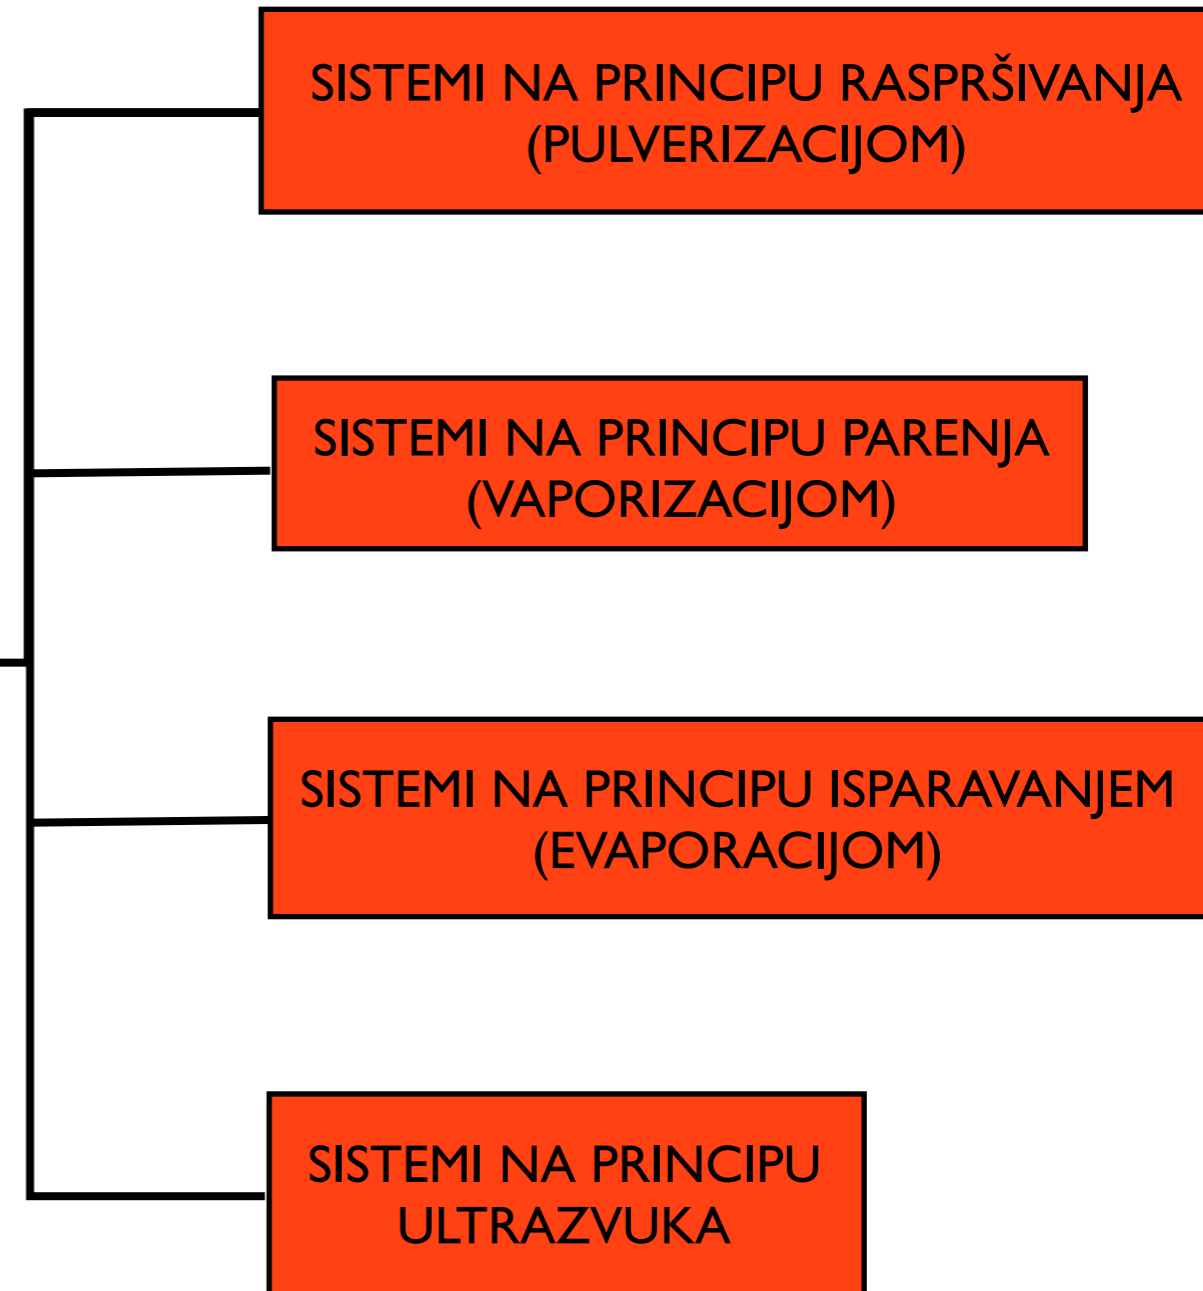 SISTEMI NA PRINCIPU RASPRŠIVANJA
(PULVERIZACIJOM)
SISTEMI NA PRINCIPU PARENJA
(VAPORIZACIJOM)
SISTEMI NA PRINCIPU ISPARAVANJEM
(EVAPORACIJOM)
SISTEMI NA PRINCIPU
ULTRAZVUKA